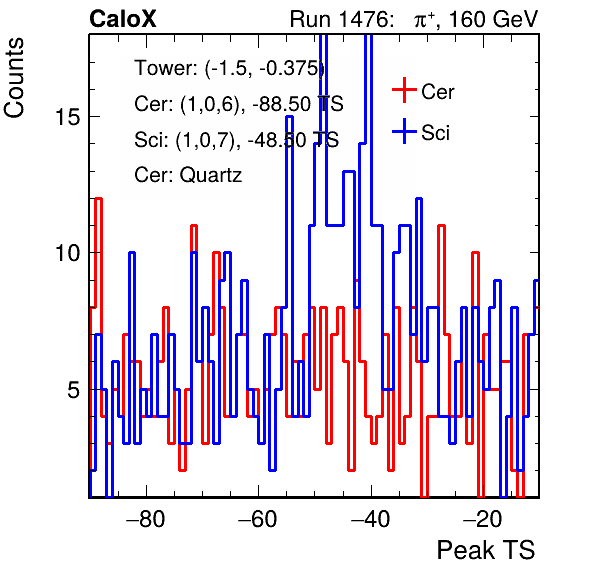 CaloX Run 1476: π⁺, 160 GeV
Counts
Tower: (-1.5, -0.375)
Cer: (1,0,6), -88.50 TS
Sci: (1,0,7), -48.50 TS
Cer: Quartz
Cer
Sci
15
10
5
−80 −60 −40 −20
Peak TS